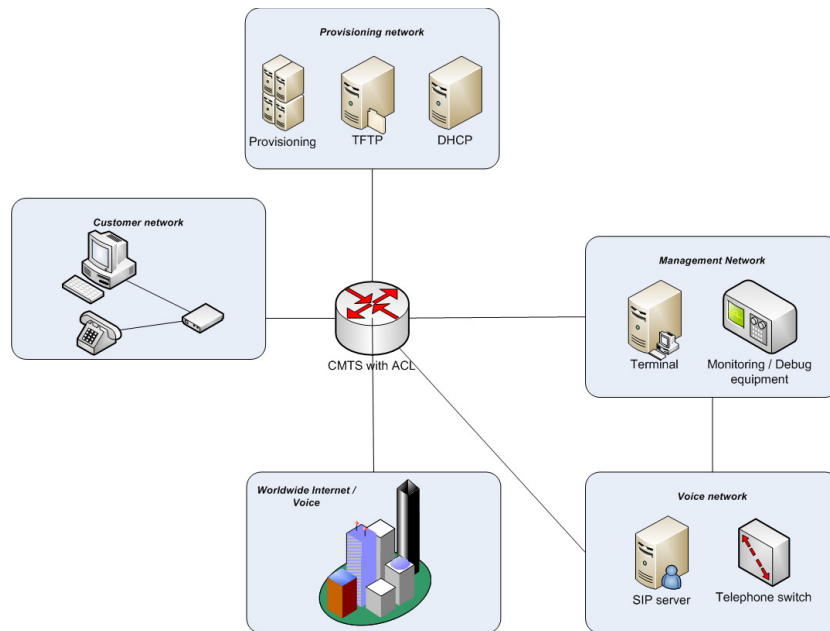 Provisioning network
Provisioning
TFTP
DHCP
Customer network
Management Network
CMTS with ACL
Terminal
Monitoring / Debug
equipment
Worldwide Internet /
Voice
Voice network
SIP server
Telephone switch